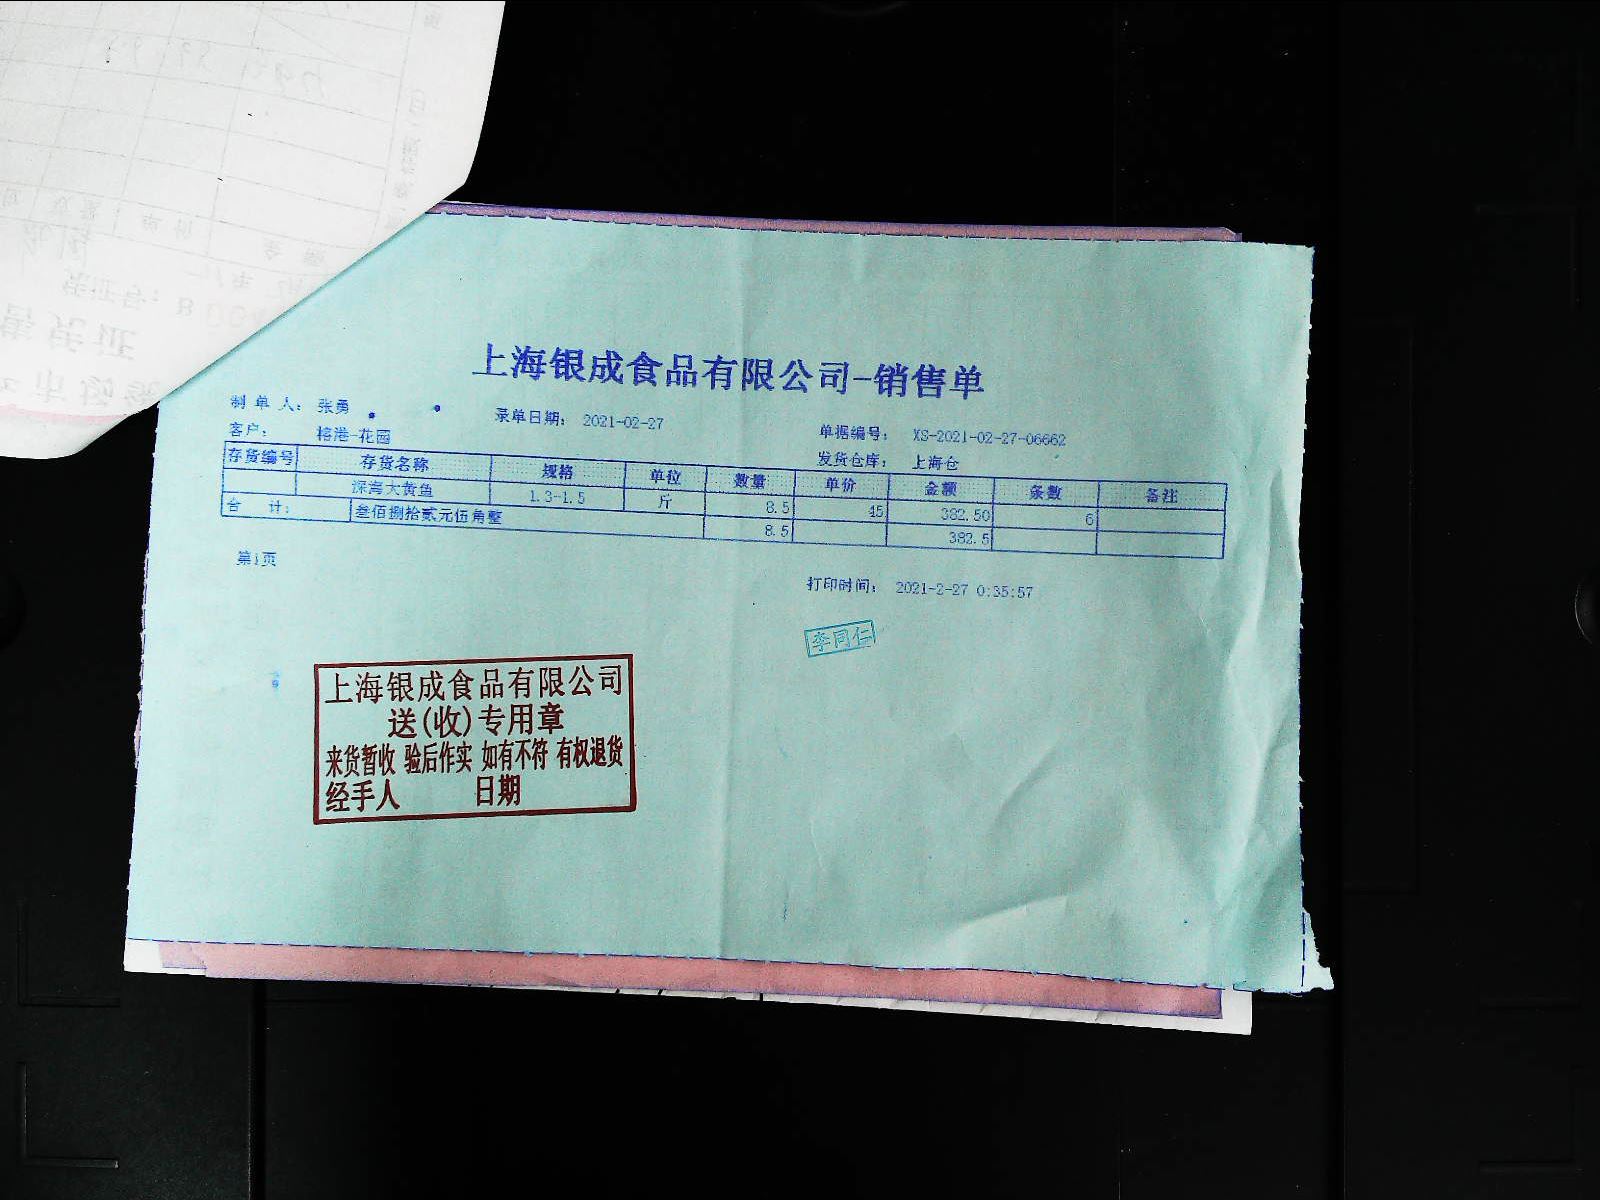 上海银成食品有限公司-销售单
制 单 人： 张勇 录单日期： 2021-02-27 单据编号： XS-2021-02-27-06662
客户： 榕港-花园 发货仓库： 上海仓
存货编号 存货名称 规格 单位 数量 单价 金额 条数 备注
深海大黄鱼 1.3-1.5 斤 8.5 45 382.50 6
合 计： 叁佰捌拾贰元伍角整 8.5 382.5
第1页
打印时间： 2021-2-27 0:35:57
李同仁
上海银成食品有限公司
送(收)专用章
来货暂收 验后作实 如有不符 有权退货
经手人 日期